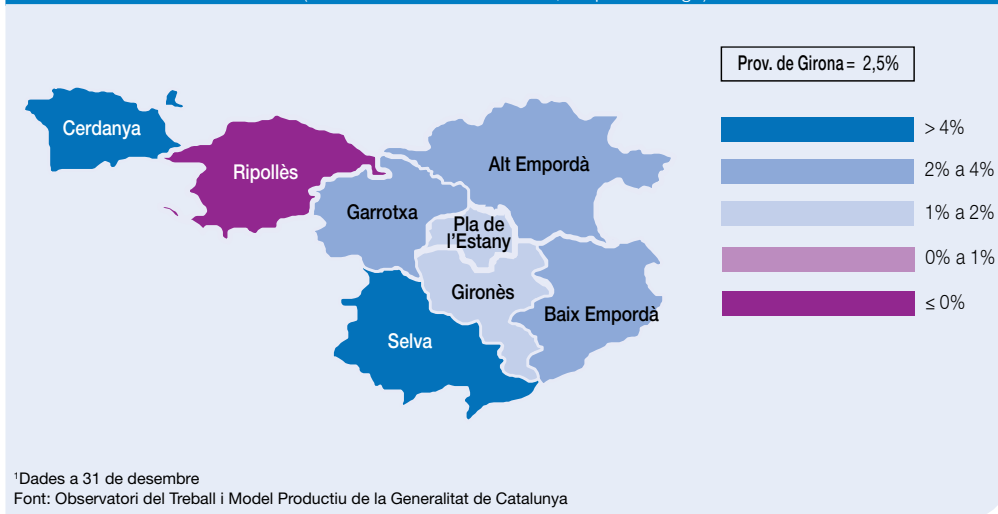 Prov. de Girona = 2,5%
> 4%
2% a 4%
1% a 2%
0% a 1%
≤ 0%
Cerdanya
Ripollès
Alt Empordà
Garrotxa
Pla de
l'Estany
Gironès
Baix Empordà
Selva
¹Dades a 31 de desembre
Font: Observatori del Treball i Model Productiu de la Generalitat de Catalunya